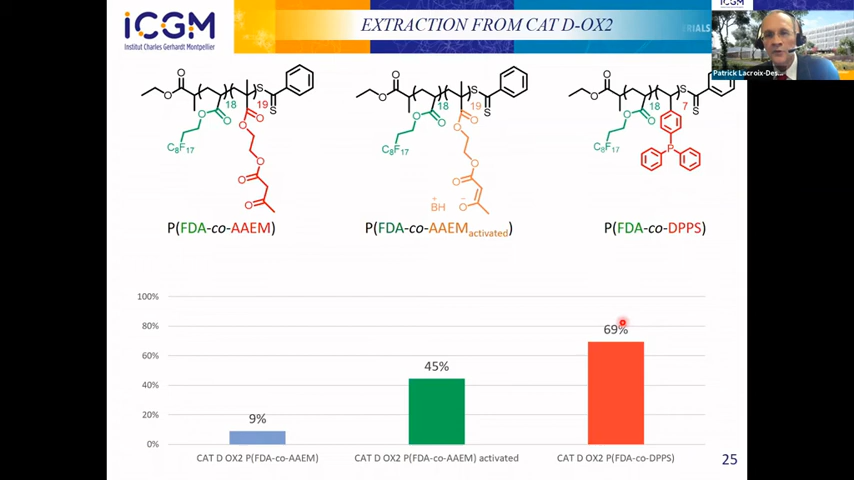 iCGM
Institut Charles Gerhardt Montpellier
EXTRACTION FROM CAT D-OX2
Patrick Lacroix-Des...
O
O
18
19
S
S
O
O
C8F17
O
O
O
O
O
O
O
18
19
S
S
O
O
C8F17
O
O
O
O
+
BH
-
O
O
O
18
7
S
S
O
O
C8F17
P
P(FDA-co-AAEM)
P(FDA-co-AAEMactivated)
P(FDA-co-DPPS)
100%
80%
60%
40%
20%
0%
9%
45%
69%
CAT D OX2 P(FDA-co-AAEM)
CAT D OX2 P(FDA-co-AAEM) activated
CAT D OX2 P(FDA-co-DPPS)
25